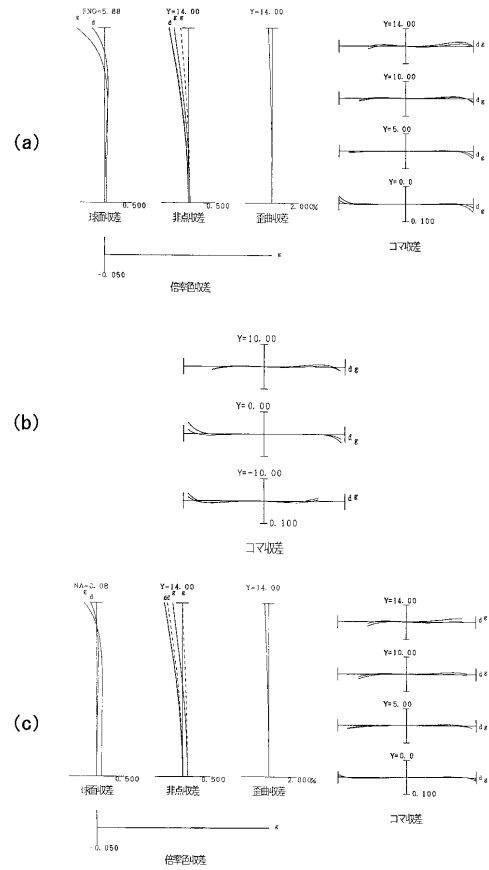 (a)
FNO=5.88
g d
0.500
球面収差
Y=14.00
d g g
0.500
非点収差
Y=14.00
2.000%
歪曲収差
-0.050
g
倍率色収差
Y=14.00
d g
Y=10.00
d g
Y=5.00
d g
Y=0.0
d g
0.100
コマ収差
(b)
Y=10.00
d g
Y=0.00
d g
Y=-10.00
d g
0.100
コマ収差
(c)
NA=0.08
g d
0.500
球面収差
Y=14.00
d d g g
0.500
非点収差
Y=14.00
2.000%
歪曲収差
-0.050
g
倍率色収差
Y=14.00
d g
Y=10.00
d g
Y=5.00
d g
Y=0.0
d g
0.100
コマ収差